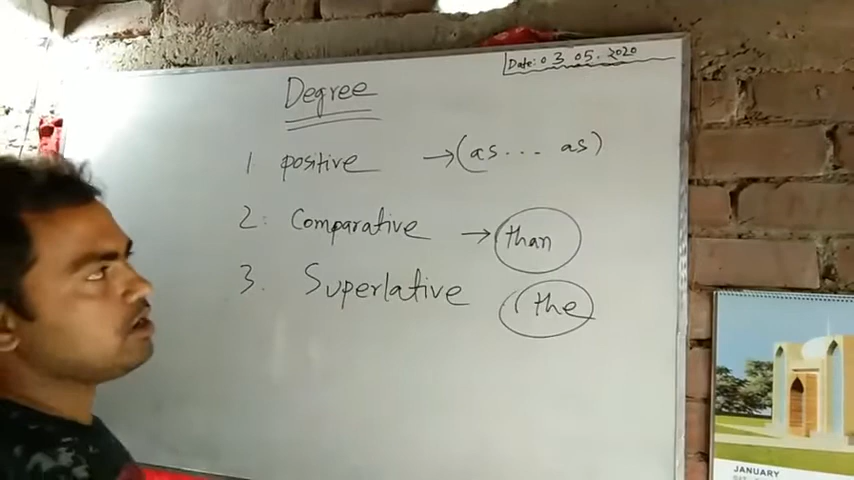 Date: 03.05.2020
Degree
1 positive → (as... as)
2. Comparative → than
3. Superlative (the
JANUARY